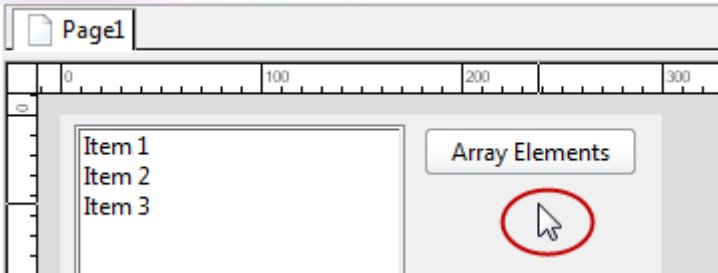 Page1
0 100 200 300
0
Item 1
Array Elements
Item 2
Item 3